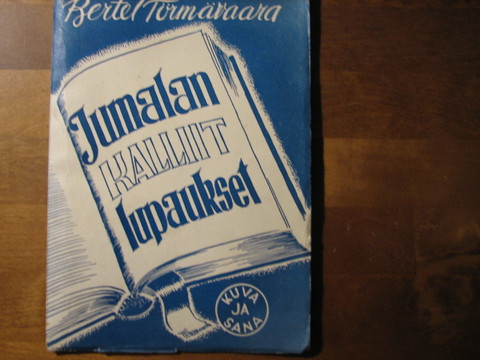 Bertel Törmävaara
Jumalan
KALLIIT
lupaukset
KUVA
JA
SANA